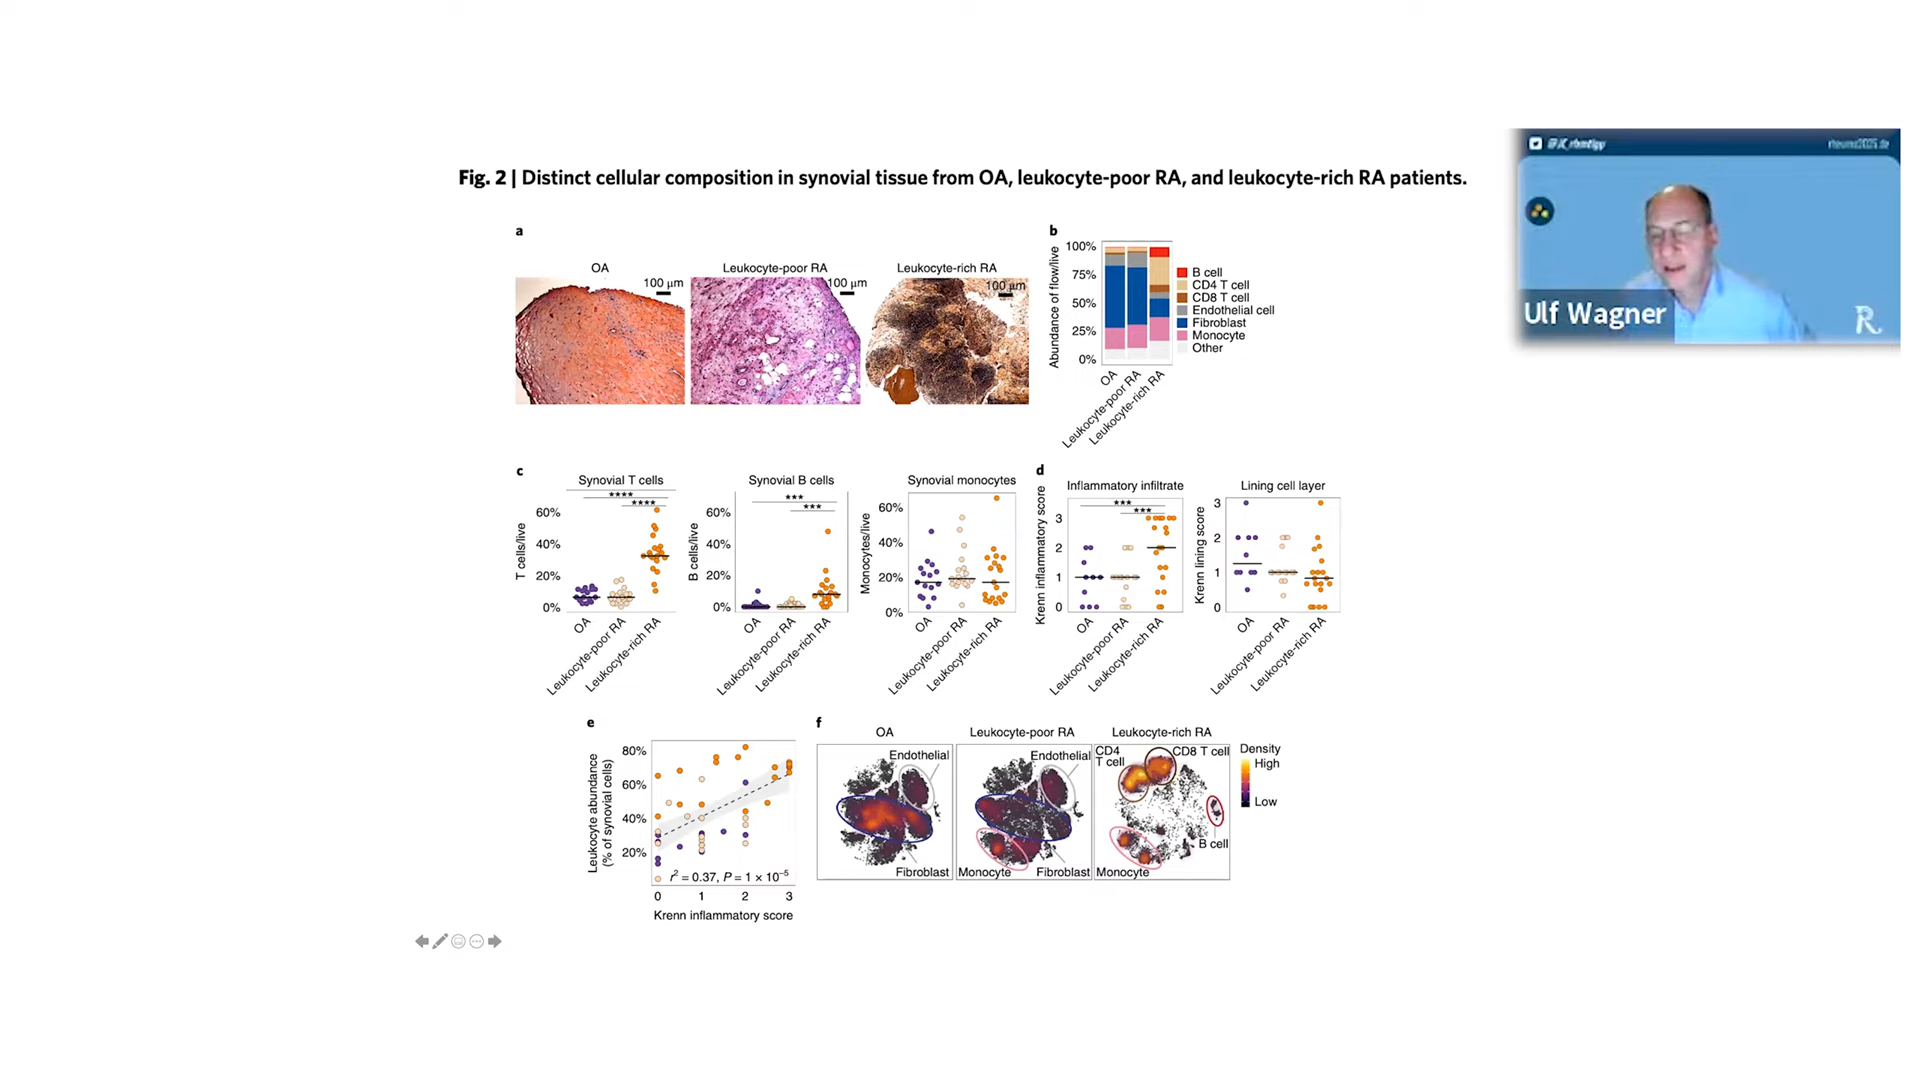 @JC_rhmtipp
rheuma2025.de
Ulf Wagner
R
Fig. 2 | Distinct cellular composition in synovial tissue from OA, leukocyte-poor RA, and leukocyte-rich RA patients.
a
OA
Leukocyte-poor RA
Leukocyte-rich RA
100 μm
100 μm
100 μm
b
Abundance of flow/live
100%
75%
50%
25%
0%
OA
Leukocyte-poor RA
Leukocyte-rich RA
B cell
CD4 T cell
CD8 T cell
Endothelial cell
Fibroblast
Monocyte
Other
c
Synovial T cells
****
****
T cells/live
60%
40%
20%
0%
OA
Leukocyte-poor RA
Leukocyte-rich RA
Synovial B cells
***
***
B cells/live
60%
40%
20%
0%
OA
Leukocyte-poor RA
Leukocyte-rich RA
Synovial monocytes
Monocytes/live
60%
40%
20%
0%
OA
Leukocyte-poor RA
Leukocyte-rich RA
d
Inflammatory infiltrate
***
***
Krenn inflammatory score
3
2
1
0
OA
Leukocyte-poor RA
Leukocyte-rich RA
Lining cell layer
Krenn lining score
3
2
1
0
OA
Leukocyte-poor RA
Leukocyte-rich RA
e
Leukocyte abundance
(% of synovial cells)
80%
60%
40%
20%
r² = 0.37, P = 1 × 10⁻⁵
0 1 2 3
Krenn inflammatory score
f
OA
Endothelial
Fibroblast
Leukocyte-poor RA
Endothelial
Monocyte
Fibroblast
Leukocyte-rich RA
CD4
T cell
CD8 T cell
B cell
Monocyte
Density
High
Low